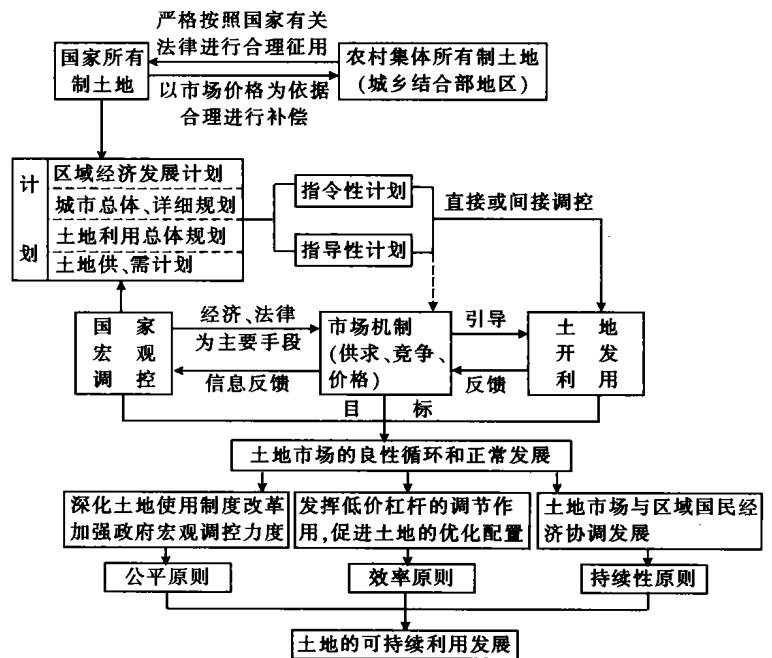 严格按照国家有关
法律进行合理征用
国家所有
制土地
农村集体所有制土地
(城乡结合部地区)
以市场价格为依据
合理进行补偿
计
划
区域经济发展计划
城市总体、详细规划
土地利用总体规划
土地供、需计划
指令性计划
指导性计划
直接或间接调控
国家
宏观
调控
经济、法律
为主要手段
信息反馈
市场机制
(供求、竞争、
价格)
引导
反馈
土地
开发
利用
目标
土地市场的良性循环和正常发展
深化土地使用制度改革
加强政府宏观调控力度
发挥低价杠杆的调节作
用,促进土地的优化配置
土地市场与区域国民经
济协调发展
公平原则
效率原则
持续性原则
土地的可持续利用发展